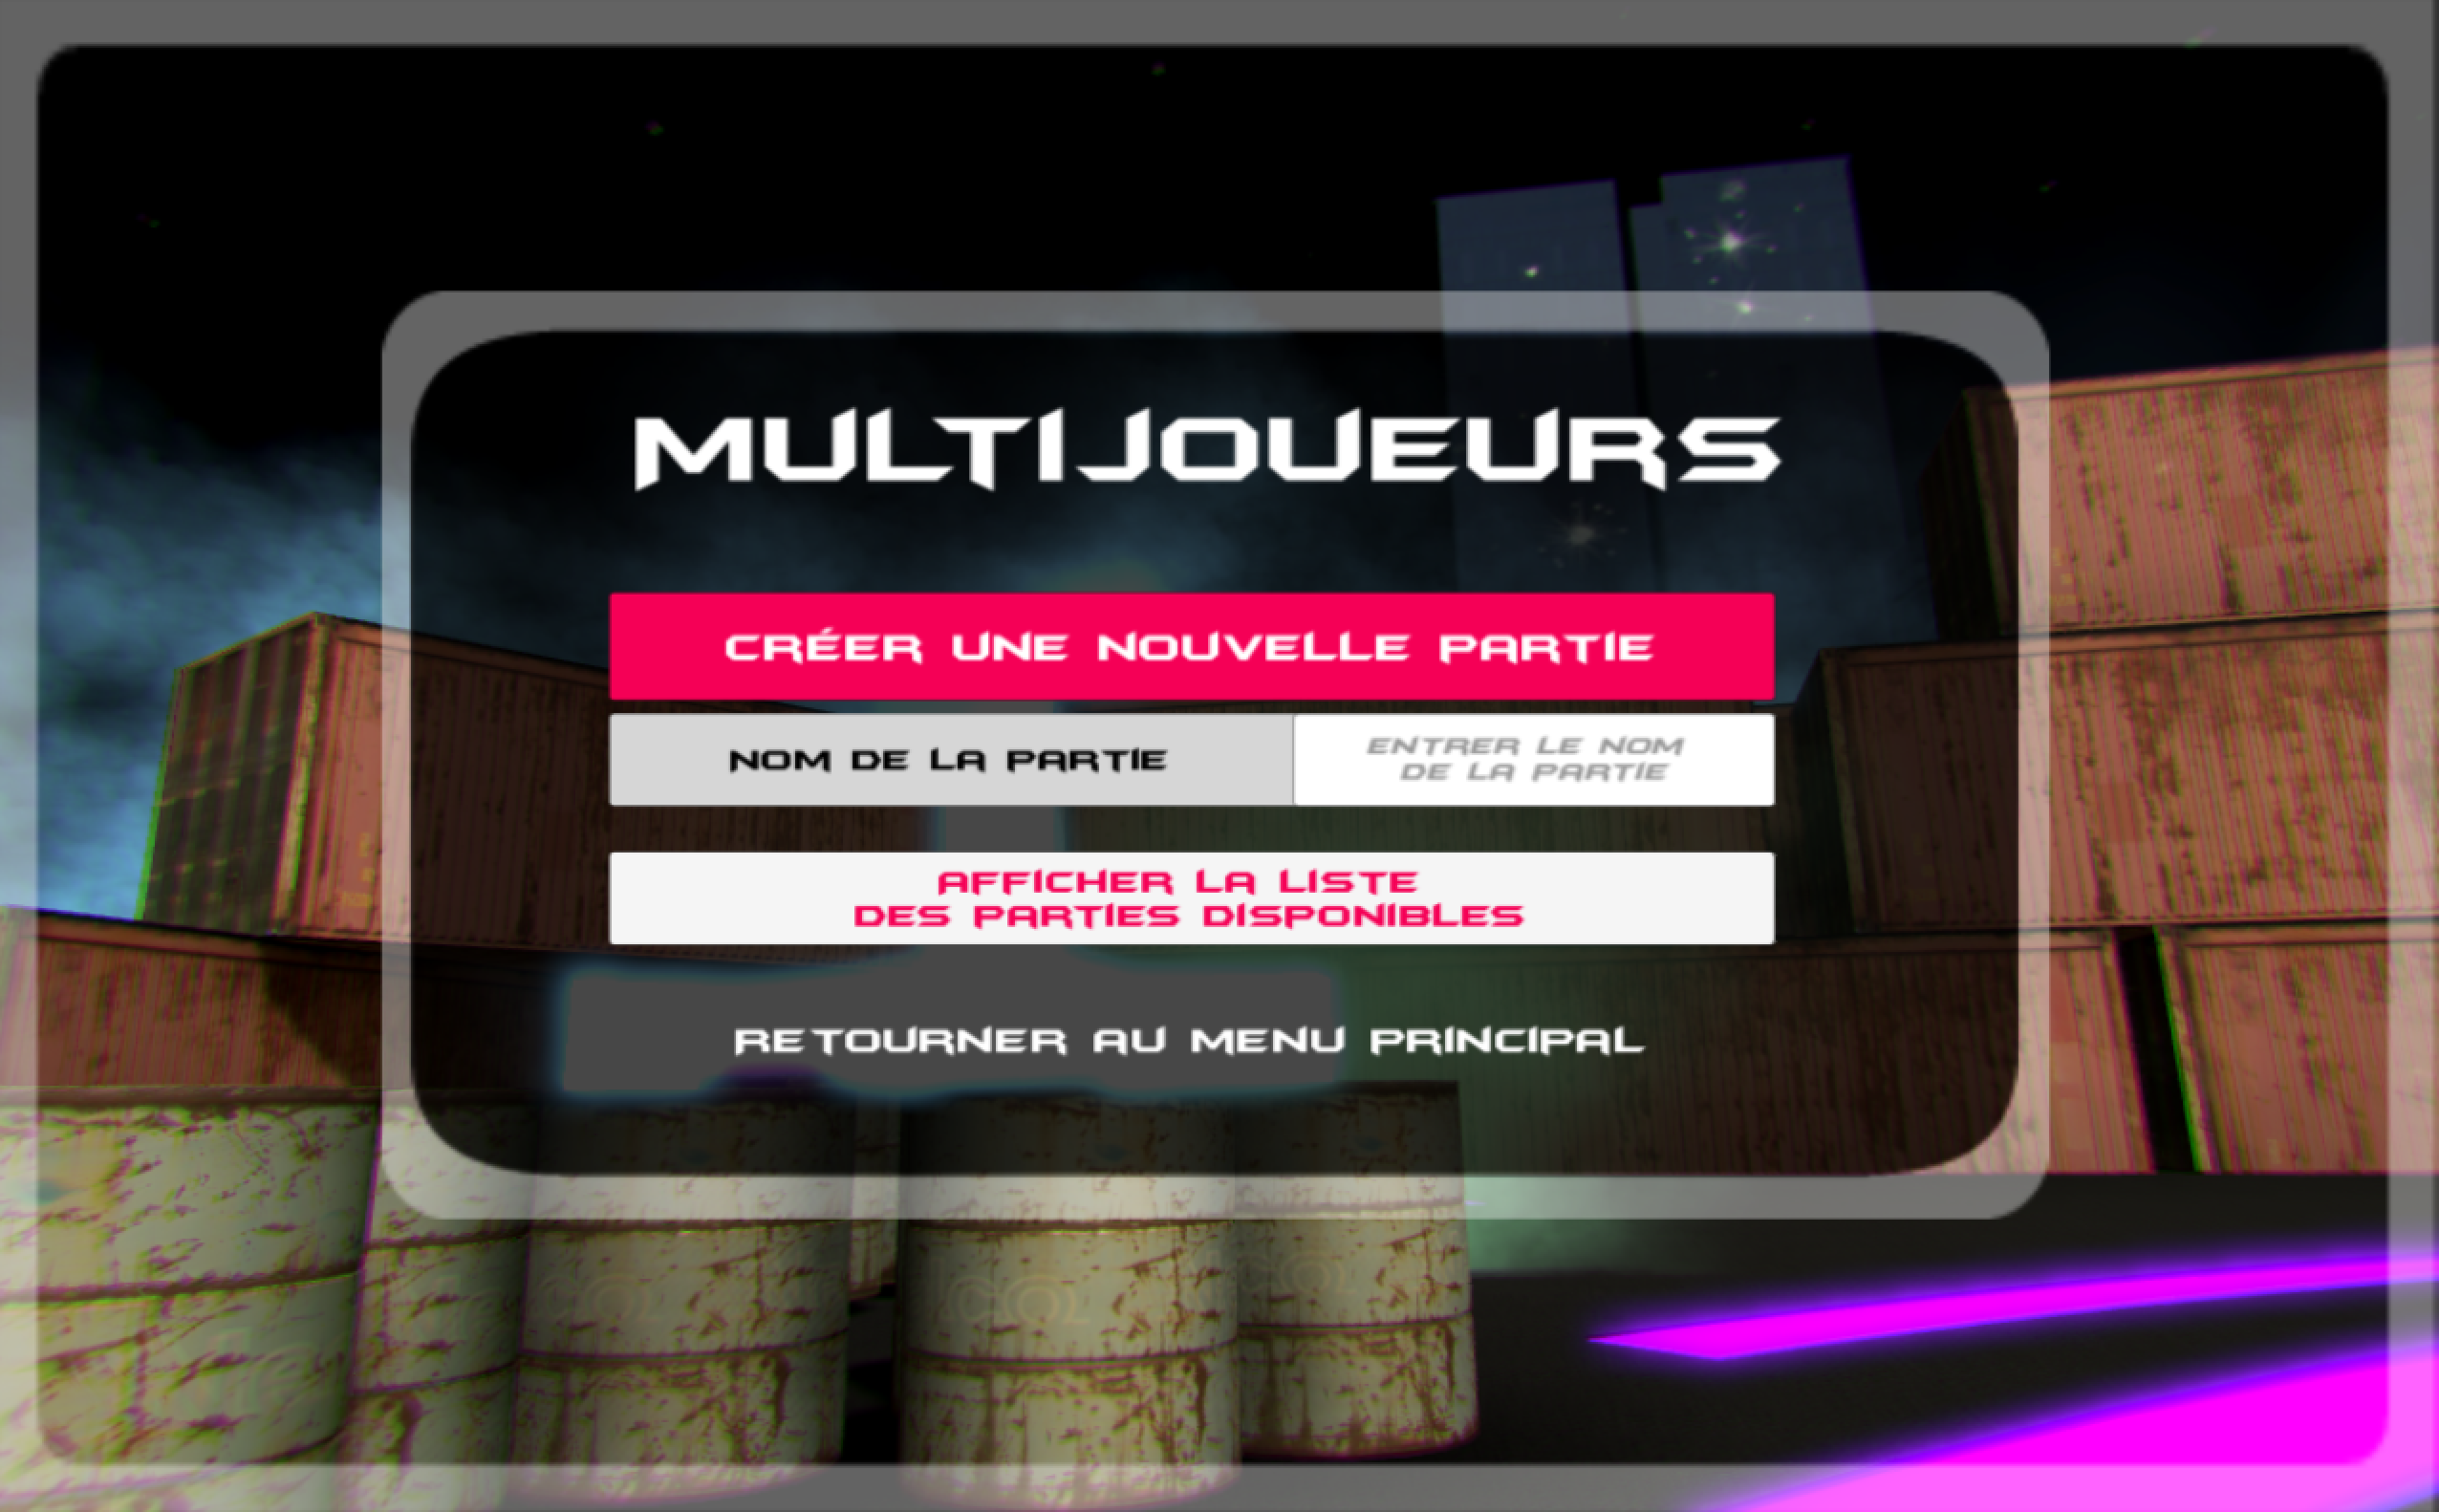 MULTIJOUEURS
CRÉER UNE NOUVELLE PARTIE
NOM DE LA PARTIE
ENTRER LE NOM
DE LA PARTIE
AFFICHER LA LISTE
DES PARTIES DISPONIBLES
RETOURNER AU MENU PRINCIPAL